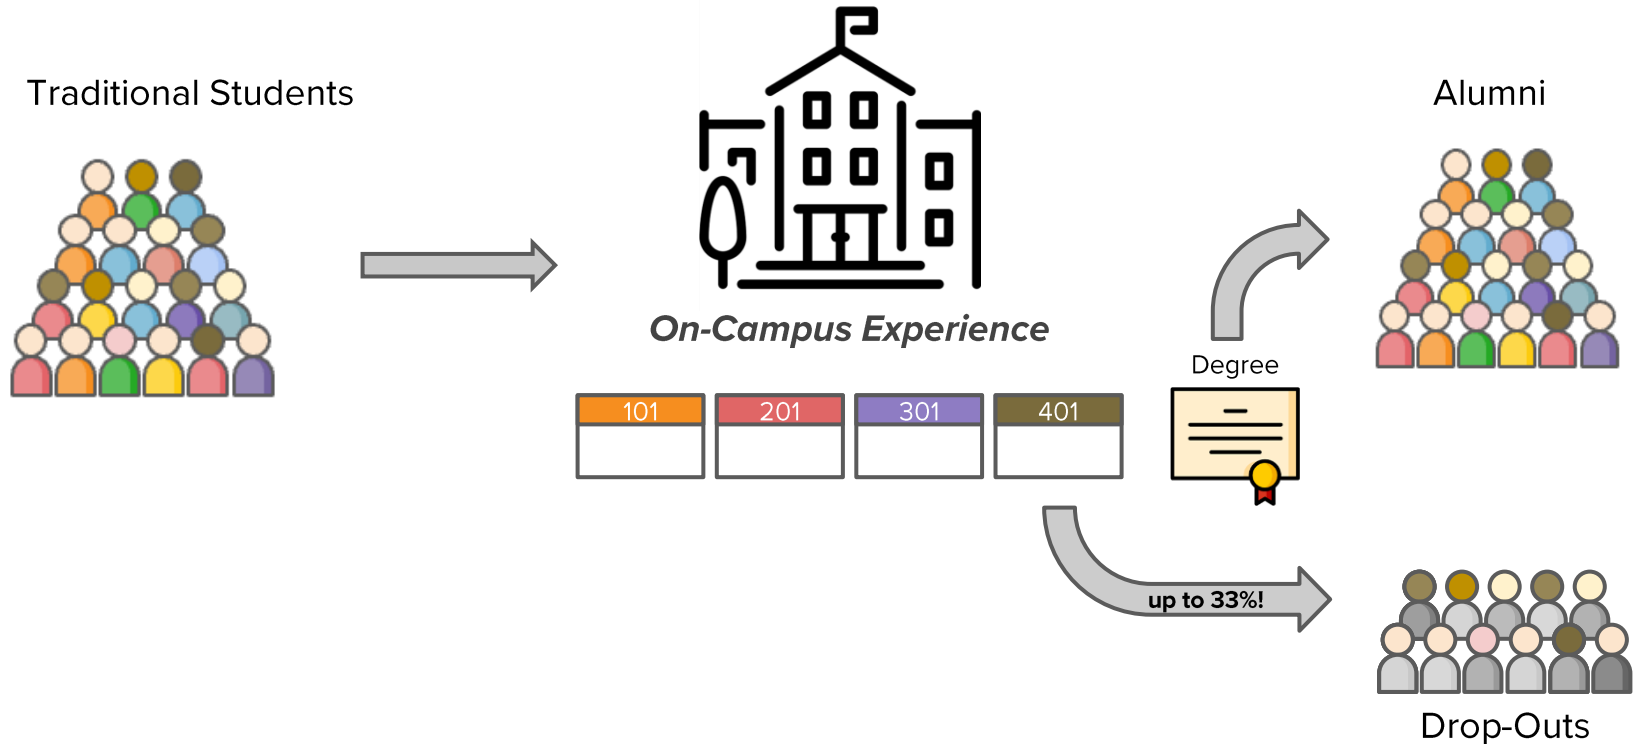 Traditional Students
Alumni
On-Campus Experience
Degree
101
201
301
401
up to 33%!
Drop-Outs